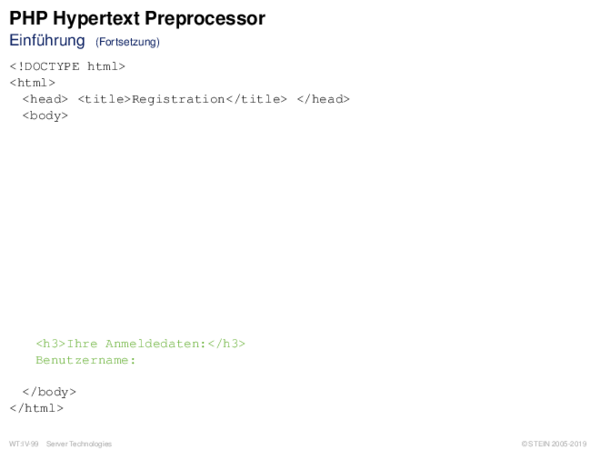 PHP Hypertext Preprocessor
Einführung (Fortsetzung)
<!DOCTYPE html>
<html>
<head> <title>Registration</title> </head>
<body>
<h3>Ihre Anmeldedaten:</h3>
Benutzername:
</body>
</html>
WT:IV-99 Server Technologies © STEIN 2005-2019